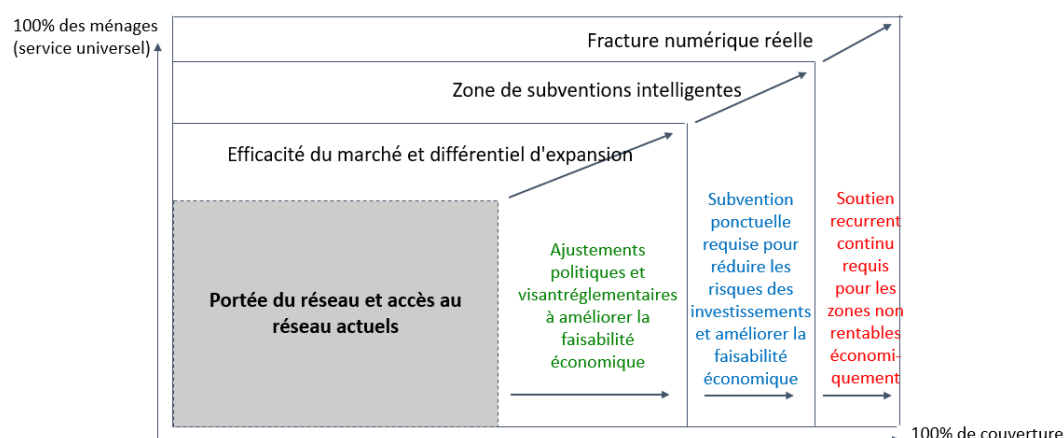 100% des ménages
(service universel)
Fracture numérique réelle
Zone de subventions intelligentes
Efficacité du marché et différentiel d'expansion
Portée du réseau et accès au
réseau actuels
Ajustements
politiques et
visantréglementaires
à améliorer la
faisabilité
économique
Subvention
ponctuelle
requise pour
réduire les
risques des
investissements
et améliorer la
faisabilité
économique
Soutien
recurrent
continu
requis
pour les
zones non
rentables
économi-
quement
100% de couverture